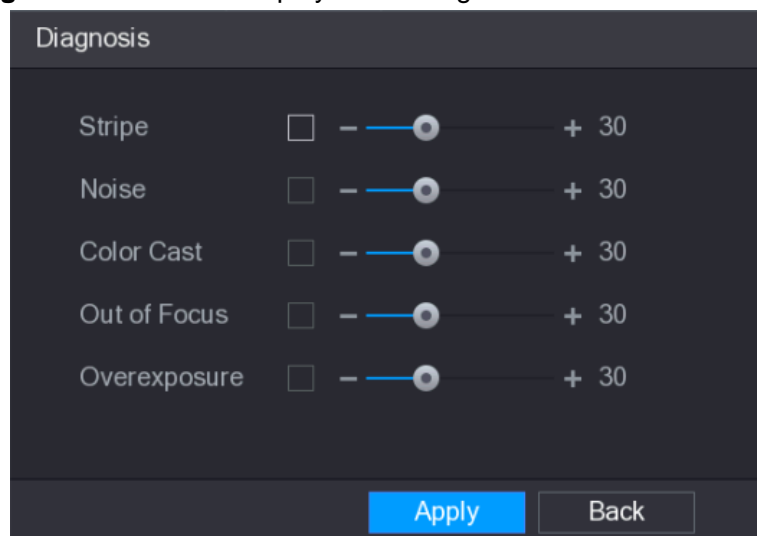 Diagnosis
Stripe − + 30
Noise − + 30
Color Cast − + 30
Out of Focus − + 30
Overexposure − + 30
Apply Back